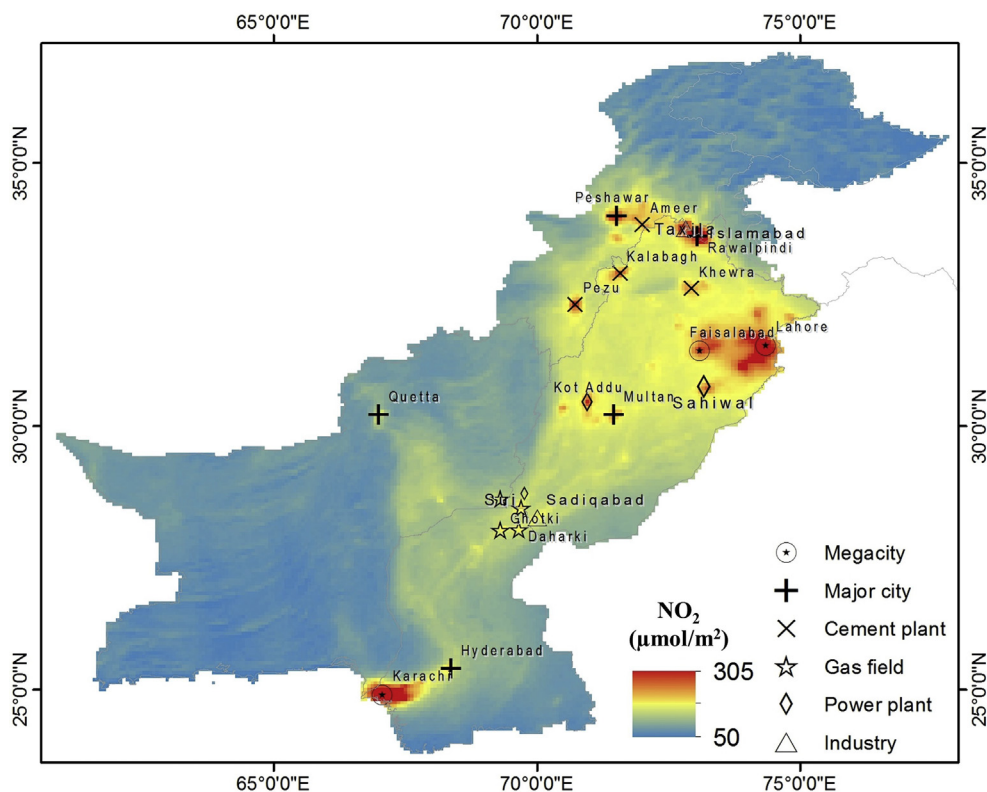 65°0'0"E 70°0'0"E 75°0'0"E
35°0'0"N 35°0'0"N
Peshawar
Ameer
Taxila Islamabad
Rawalpindi
Kalabagh
Khewra
Pezu
Faisalabad Lahore
Kot Addu Multan
Sahiwal
Quetta
30°0'0"N 30°0'0"N
Sui Sadiqabad
Ghotki
Daharki
Megacity
Major city
Cement plant
Gas field
Power plant
Industry
NO₂
(µmol/m²)
305
50
Hyderabad
Karachi
25°0'0"N 25°0'0"N
65°0'0"E 70°0'0"E 75°0'0"E